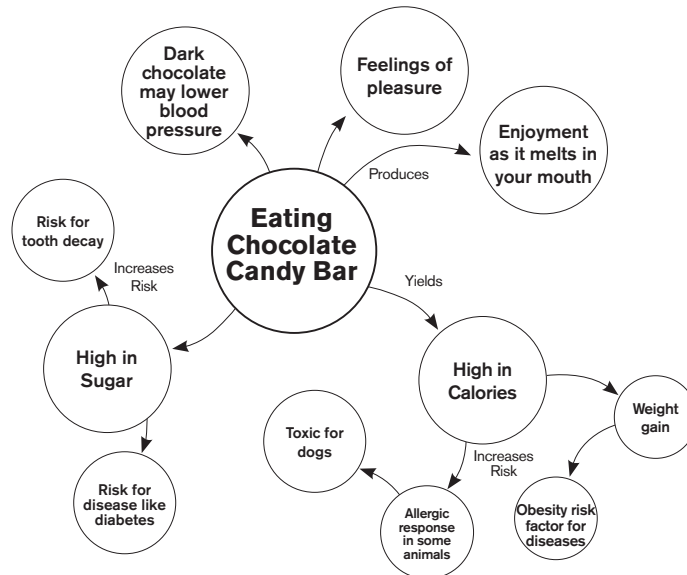 Dark
chocolate
may lower
blood
pressure
Feelings of
pleasure
Enjoyment
as it melts in
your mouth
Produces
Eating
Chocolate
Candy Bar
Risk for
tooth decay
Increases
Risk
Yields
High in
Sugar
High in
Calories
Weight
gain
Toxic for
dogs
Increases
Risk
Risk for
disease like
diabetes
Allergic
response
in some
animals
Obesity risk
factor for
diseases